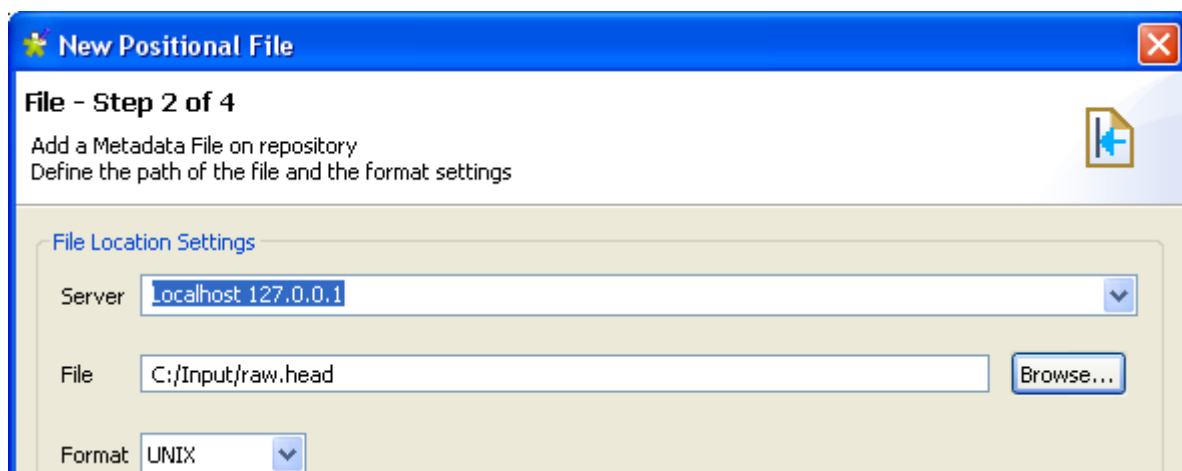 New Positional File
File - Step 2 of 4
Add a Metadata File on repository
Define the path of the file and the format settings
File Location Settings
Server Localhost 127.0.0.1
File C:/Input/raw.head Browse...
Format UNIX